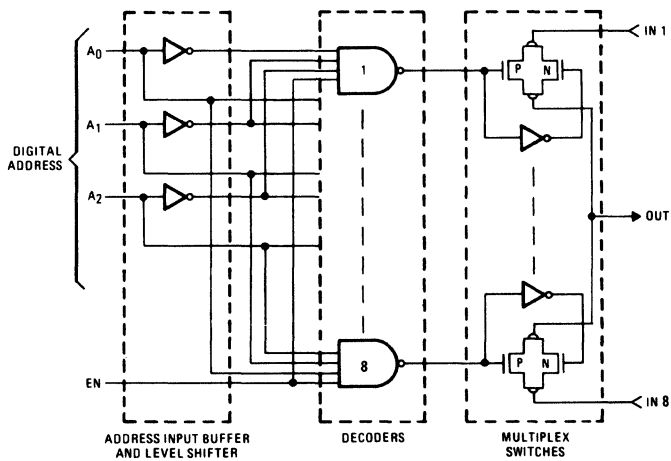 A0
IN 1
1
P N
A1
DIGITAL
ADDRESS
A2
OUT
8
P N
EN
IN 8
ADDRESS INPUT BUFFER
AND LEVEL SHIFTER
DECODERS
MULTIPLEX
SWITCHES